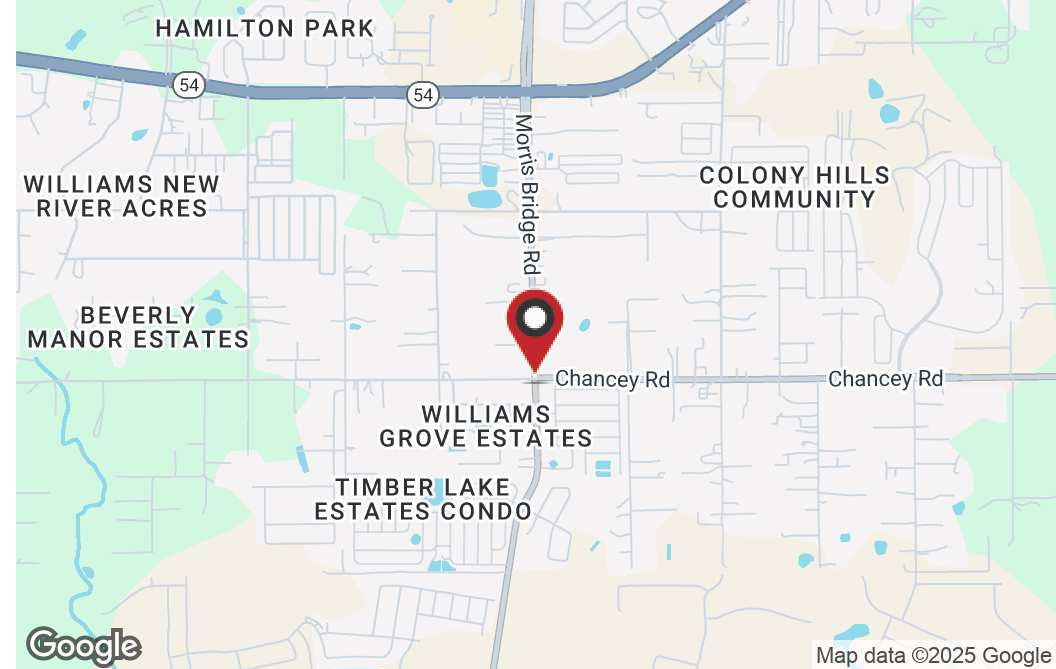 HAMILTON PARK
54
54
Morris Bridge Rd
WILLIAMS NEW
RIVER ACRES
COLONY HILLS
COMMUNITY
BEVERLY
MANOR ESTATES
Chancey Rd
Chancey Rd
WILLIAMS
GROVE ESTATES
TIMBER LAKE
ESTATES CONDO
Google
Map data ©2025 Google